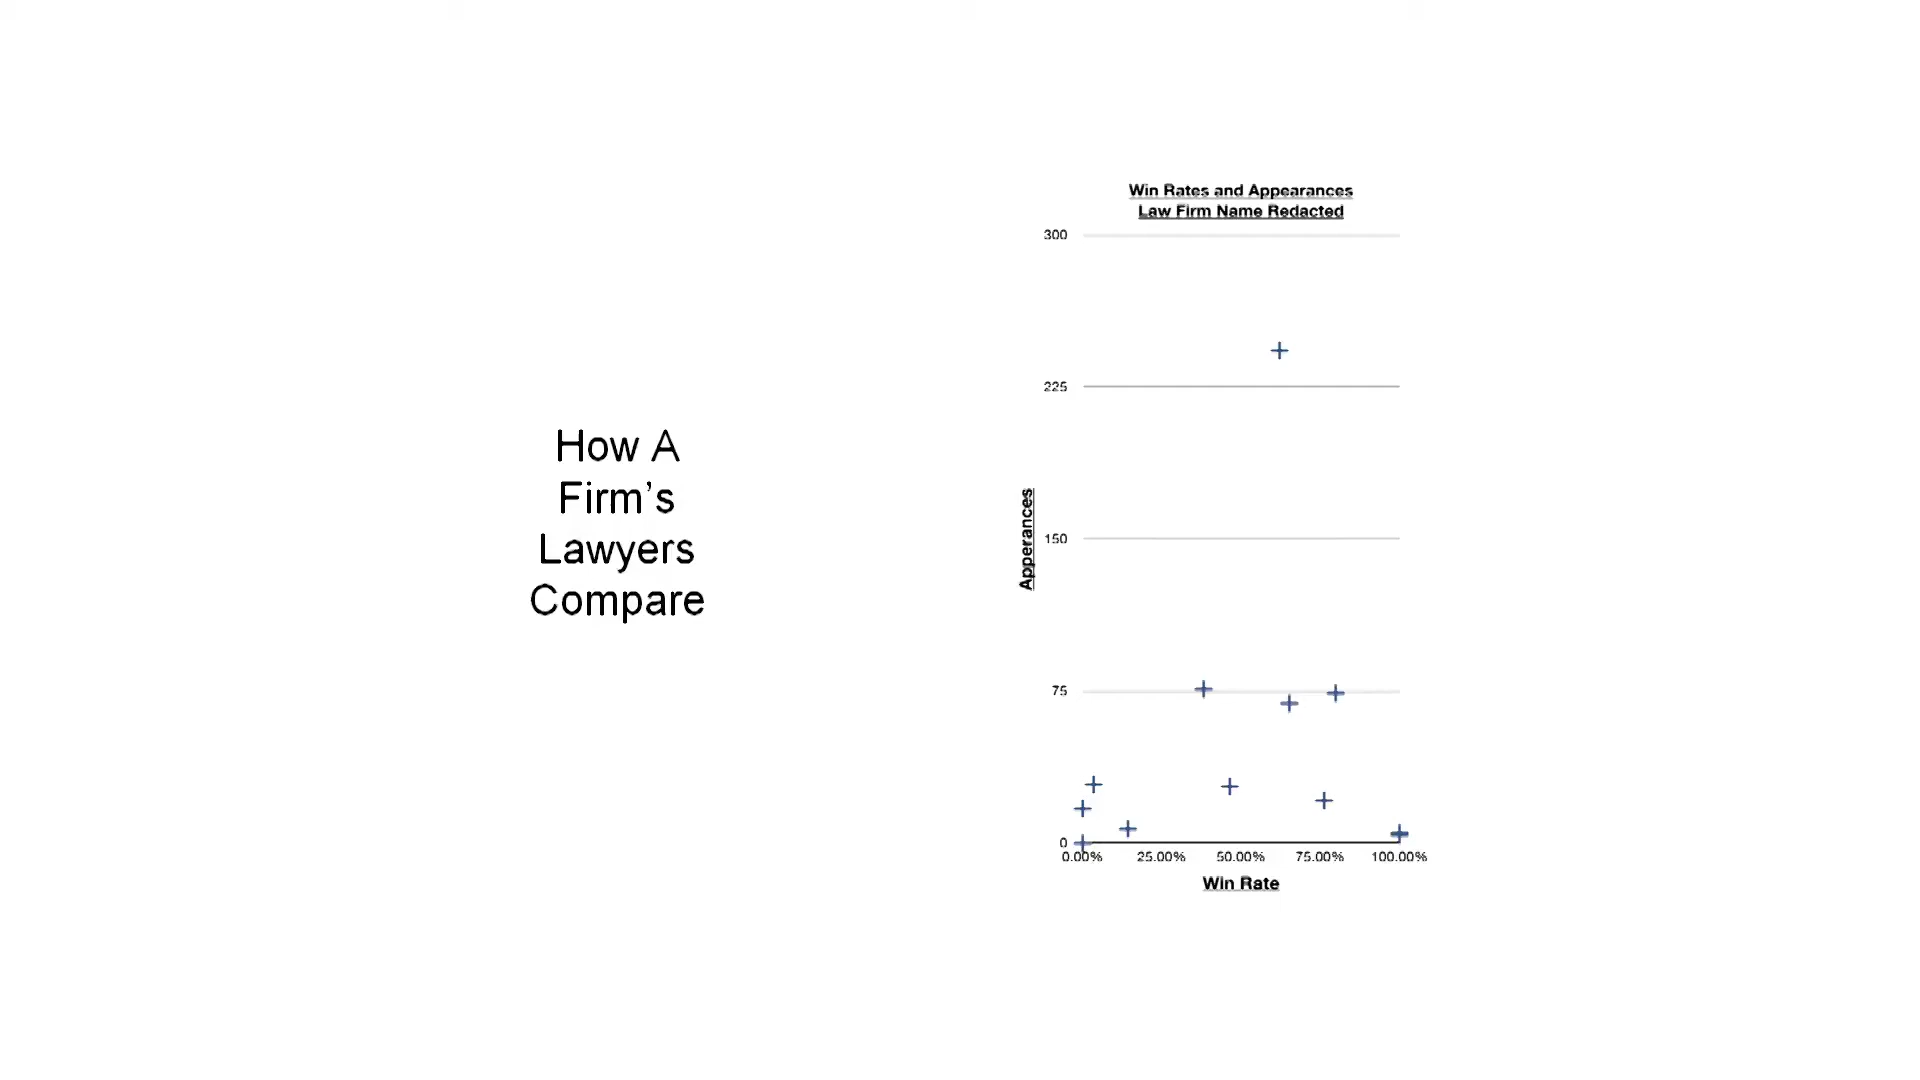 How A
Firm’s
Lawyers
Compare
Win Rates and Appearances
Law Firm Name Redacted
300
225
Apperances
150
75
0
0.00% 25.00% 50.00% 75.00% 100.00%
Win Rate